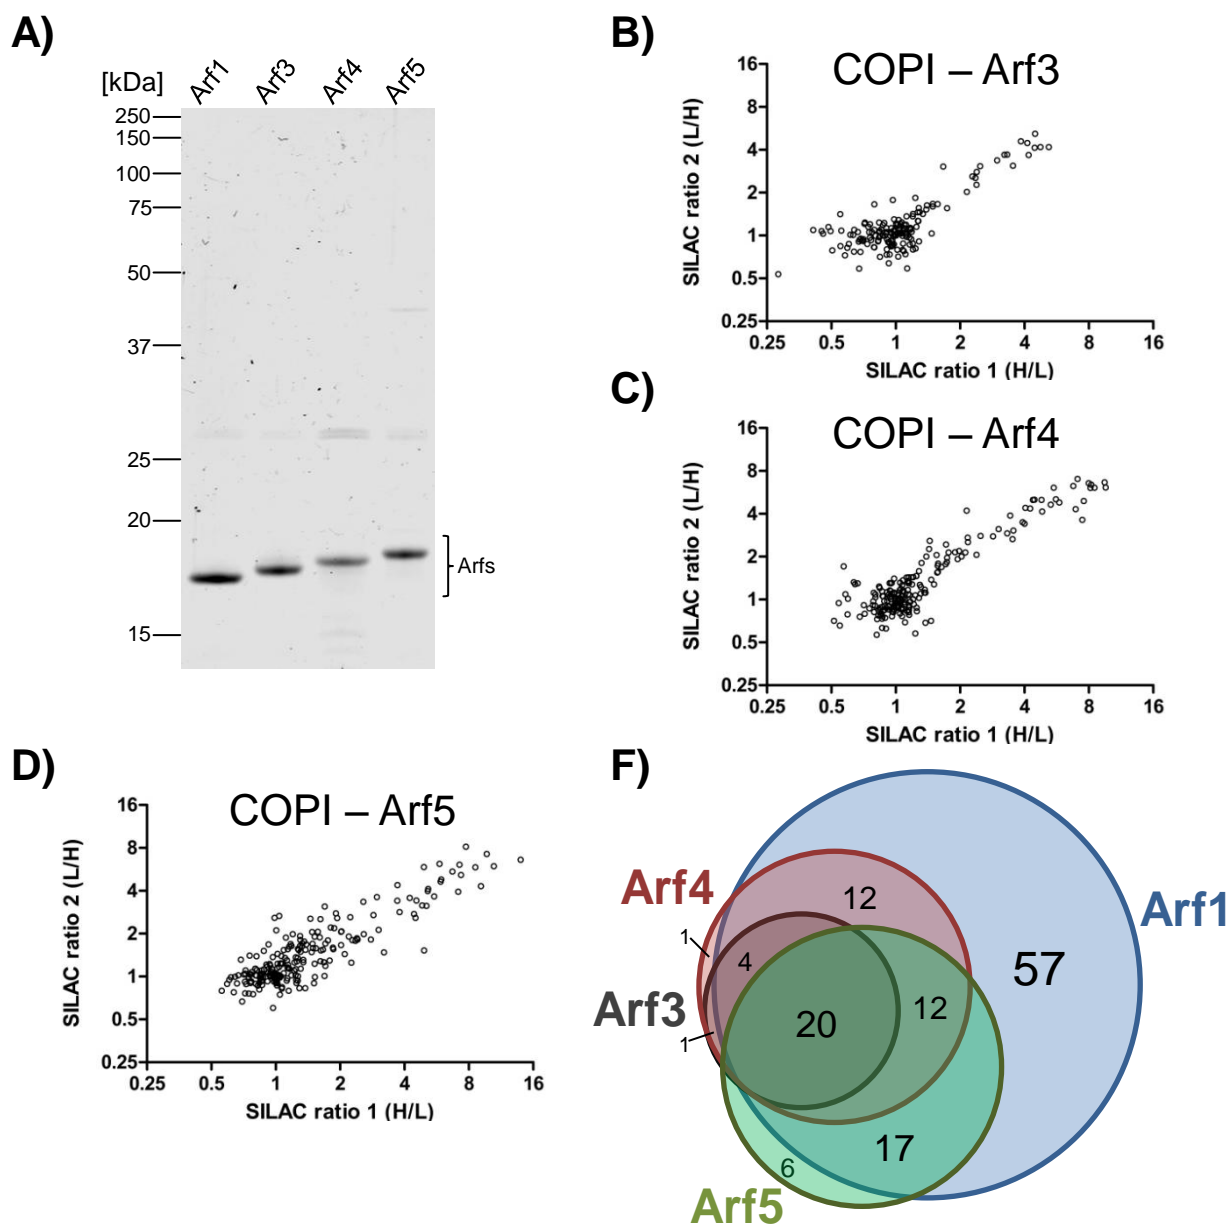 A)
[kDa]
Arf1
Arf3
Arf4
Arf5
250
150
100
75
50
37
25
20
15
Arfs
B)
COPI – Arf3
SILAC ratio 2 (L/H)
16
8
4
2
1
0.5
0.25
0.25 0.5 1 2 4 8 16
SILAC ratio 1 (H/L)
C)
COPI – Arf4
SILAC ratio 2 (L/H)
16
8
4
2
1
0.5
0.25
0.25 0.5 1 2 4 8 16
SILAC ratio 1 (H/L)
D)
COPI – Arf5
SILAC ratio 2 (L/H)
16
8
4
2
1
0.5
0.25
0.25 0.5 1 2 4 8 16
SILAC ratio 1 (H/L)
F)
Arf4
12
Arf1
1
4
57
Arf3
20
12
1
17
6
Arf5